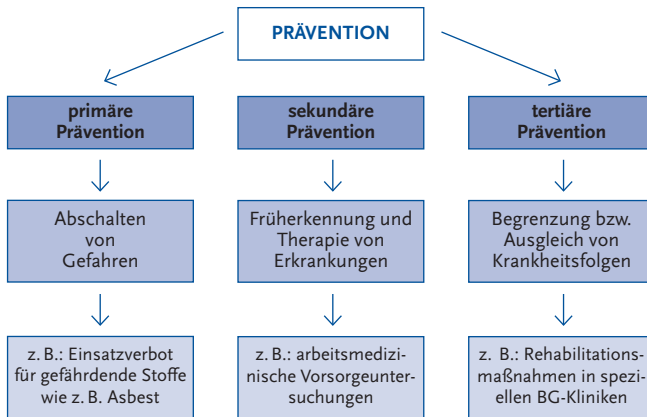 PRÄVENTION
primäre
Prävention
sekundäre
Prävention
tertiäre
Prävention
Abschalten
von
Gefahren
Früherkennung und
Therapie von
Erkrankungen
Begrenzung bzw.
Ausgleich von
Krankheitsfolgen
z. B.: Einsatzverbot
für gefährdende Stoffe
wie z. B. Asbest
z. B.: arbeitsmedizi-
nische Vorsorgeunter-
suchungen
z. B.: Rehabilitations-
maßnahmen in spezi-
ellen BG-Kliniken